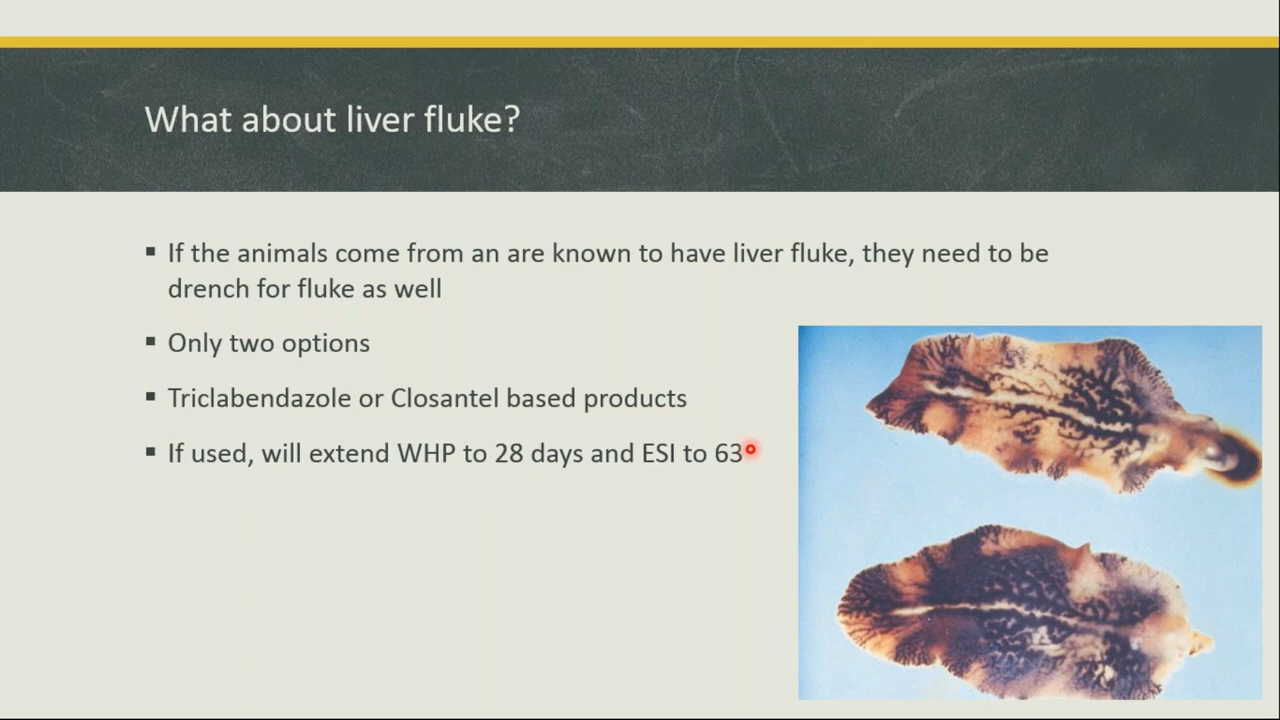 What about liver fluke?
▪ If the animals come from an are known to have liver fluke, they need to be
drench for fluke as well
▪ Only two options
▪ Triclabendazole or Closantel based products
▪ If used, will extend WHP to 28 days and ESI to 63